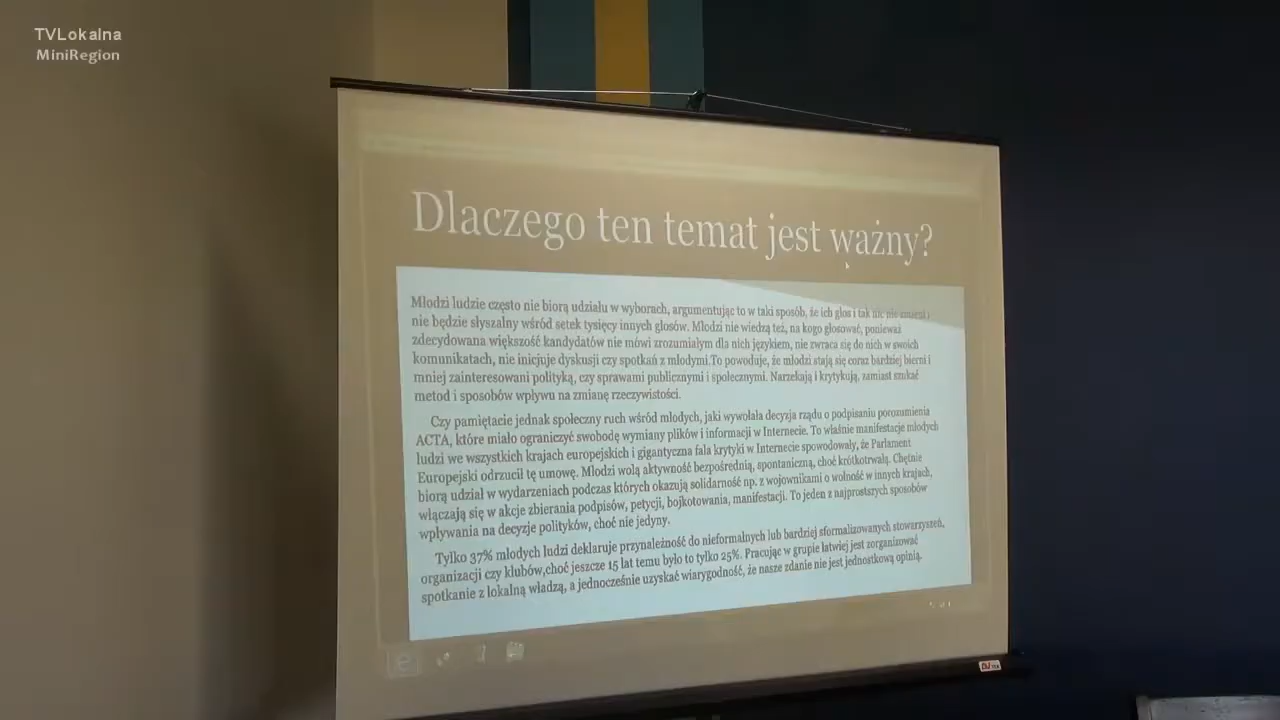 TVLokalna
MiniRegion
Dlaczego ten temat jest ważny?
Młodzi ludzie często nie biorą udziału w wyborach, argumentując to w taki sposób, że ich głos i tak nic nie zmieni i
nie będzie słyszalny wśród setek tysięcy innych głosów. Młodzi nie wiedzą też, na kogo głosować, ponieważ
zdecydowana większość kandydatów nie mówi zrozumiałym dla nich językiem, nie zwraca się do nich w swoich
komunikatach, nie inicjuje dyskusji czy spotkań z młodymi.To powoduje, że młodzi stają się coraz bardziej bierni i
mniej zainteresowani polityką, czy sprawami publicznymi i społecznymi. Narzekają i krytykują, zamiast szukać
metod i sposobów wpływu na zmianę rzeczywistości.
Czy pamiętacie jednak społeczny ruch wśród młodych, jaki wywołała decyzja rządu o podpisaniu porozumienia
ACTA, które miało ograniczyć swobodę wymiany plików i informacji w Internecie. To właśnie manifestacje młodych
ludzi we wszystkich krajach europejskich i gigantyczna fala krytyki w Internecie spowodowały, że Parlament
Europejski odrzucił tę umowę. Młodzi wolą aktywność bezpośrednią, spontaniczną, choć krótkotrwałą. Chętnie
biorą udział w wydarzeniach podczas których okazują solidarność np. z wojownikami o wolność w innych krajach,
włączają się w akcje zbierania podpisów, petycji, bojkotowania, manifestacji. To jeden z najprostszych sposobów
wpływania na decyzje polityków, choć nie jedyny.
Tylko 37% młodych ludzi deklaruje przynależność do nieformalnych lub bardziej sformalizowanych stowarzyszeń,
organizacji czy klubów,choć jeszcze 15 lat temu było to tylko 25%. Pracując w grupie łatwiej jest zorganizować
spotkanie z lokalną władzą, a jednocześnie uzyskać wiarygodność, że nasze zdanie nie jest jednostkową opinią.